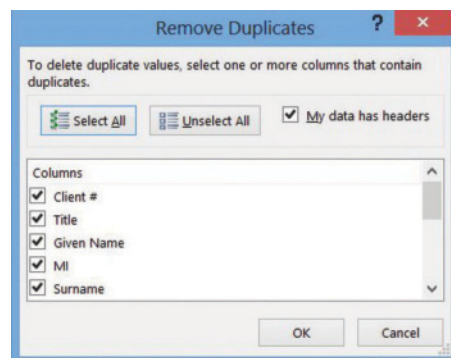 Remove Duplicates ? ×
To delete duplicate values, select one or more columns that contain
duplicates.
Select All Unselect All My data has headers
Columns
Client #
Title
Given Name
MI
Surname
OK Cancel